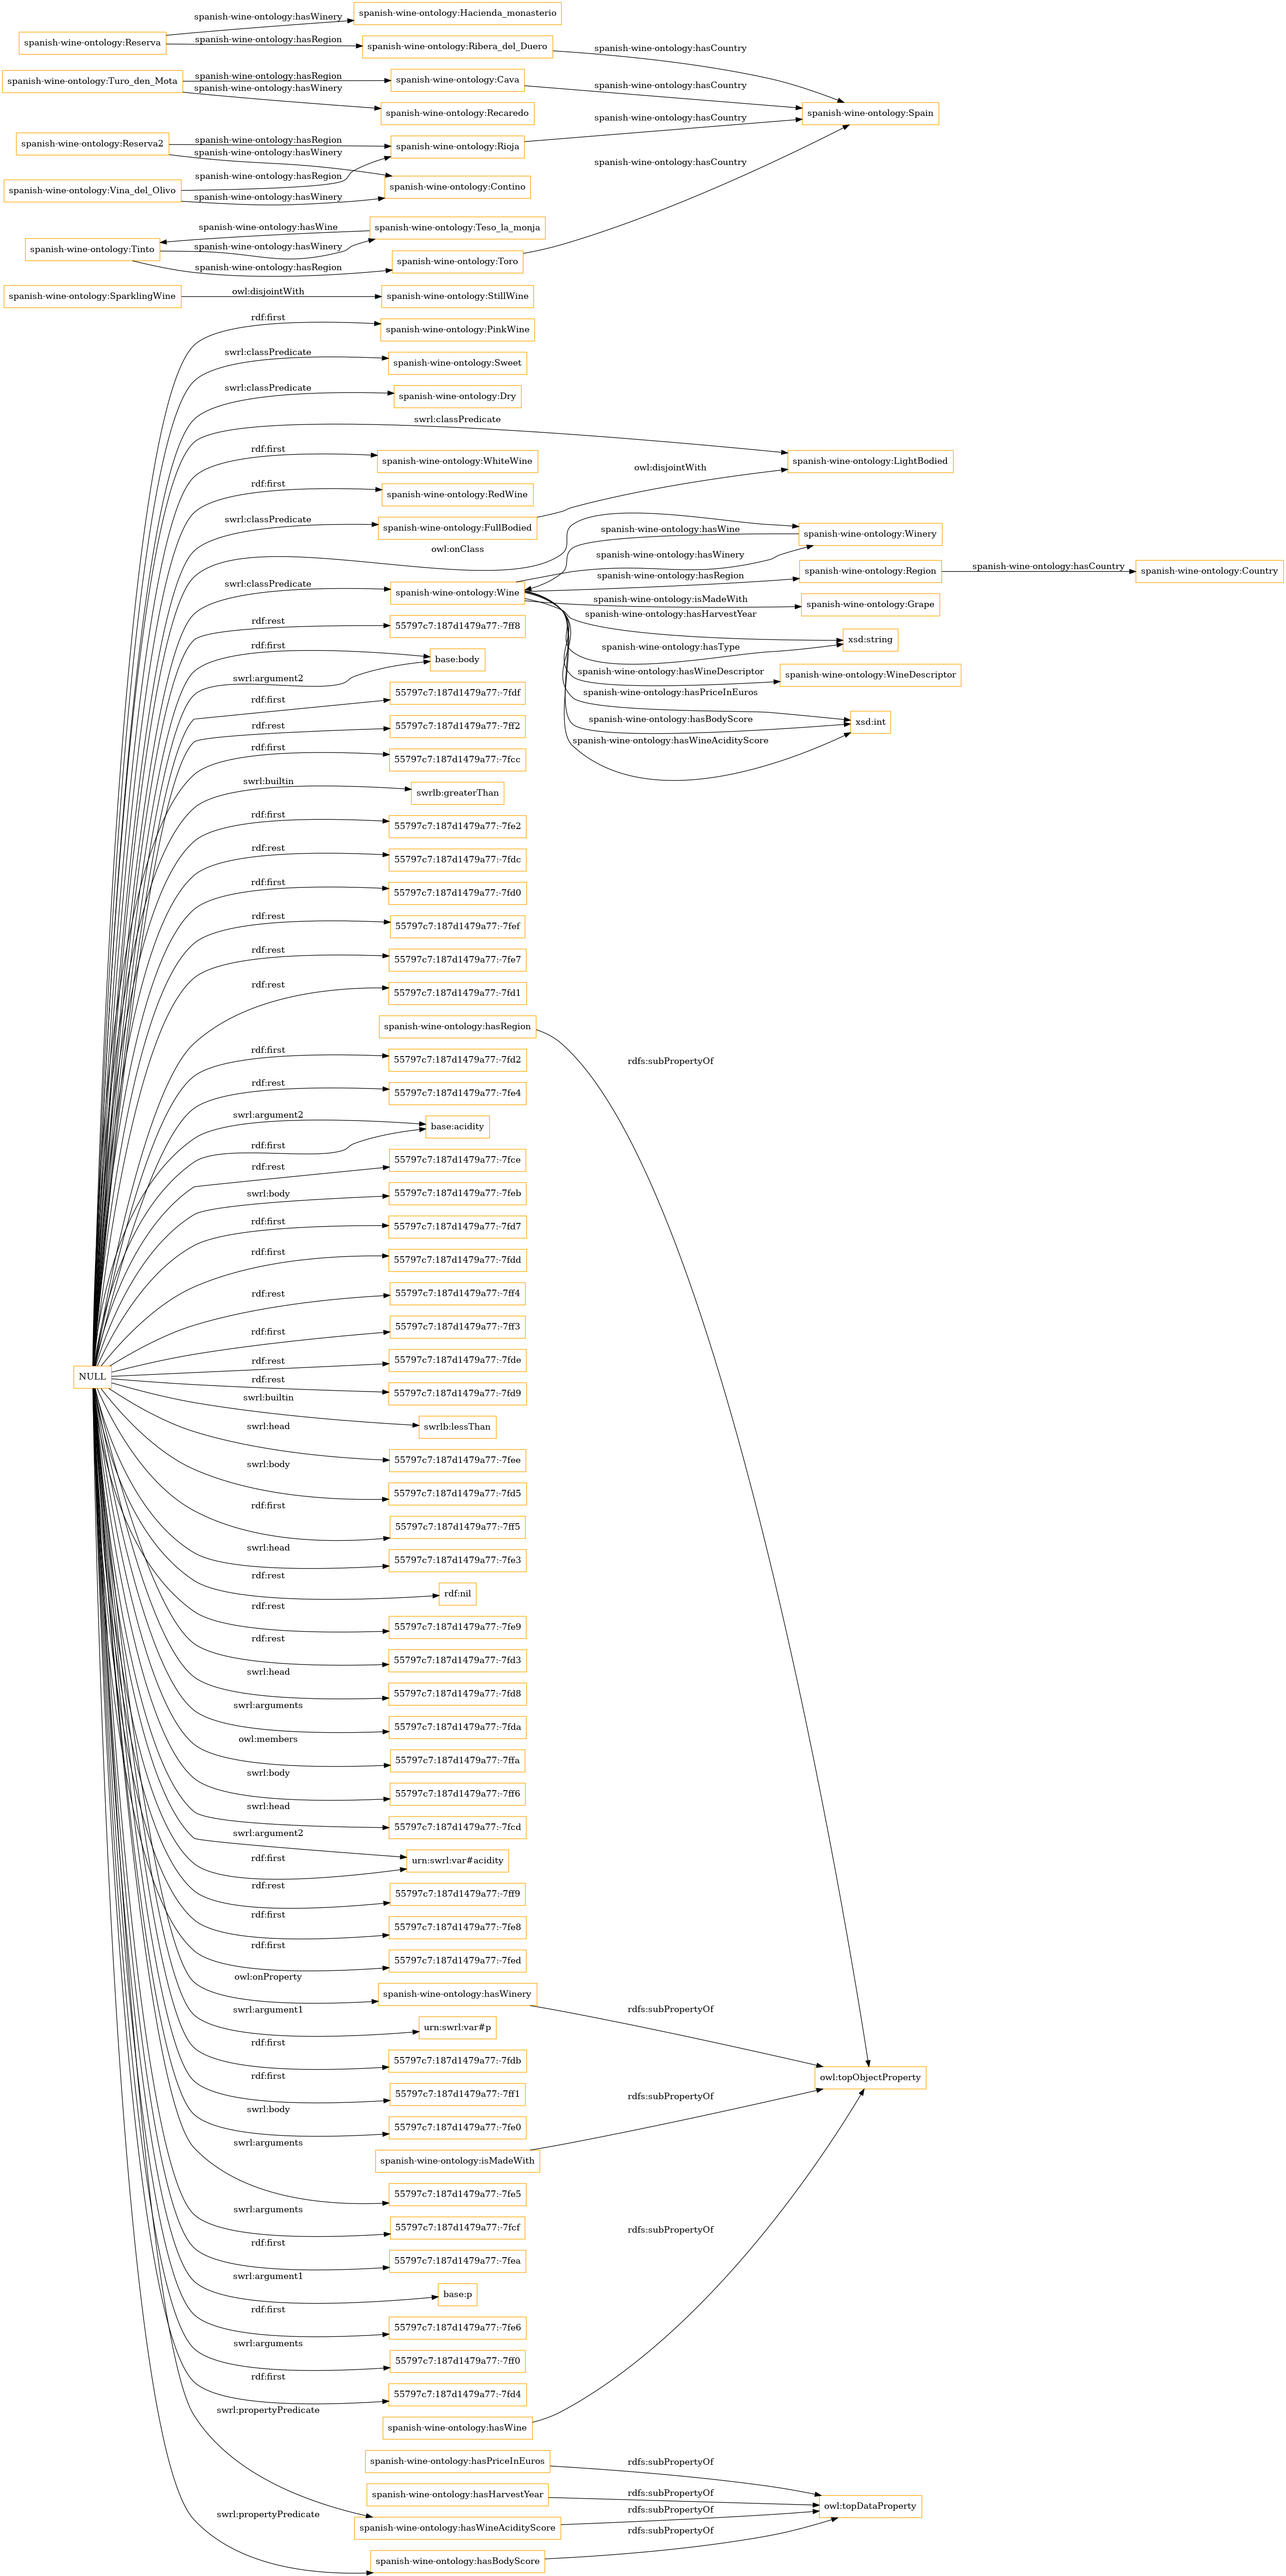 spanish-wine-ontology:Hacienda_monasterio
spanish-wine-ontology:hasWinery
spanish-wine-ontology:Reserva
spanish-wine-ontology:hasRegion
spanish-wine-ontology:Ribera_del_Duero
spanish-wine-ontology:hasCountry
spanish-wine-ontology:Turo_den_Mota
spanish-wine-ontology:hasRegion
spanish-wine-ontology:Cava
spanish-wine-ontology:hasCountry
spanish-wine-ontology:hasWinery
spanish-wine-ontology:Recaredo
spanish-wine-ontology:Spain
spanish-wine-ontology:hasCountry
spanish-wine-ontology:Reserva2
spanish-wine-ontology:hasRegion
spanish-wine-ontology:Rioja
spanish-wine-ontology:hasWinery
spanish-wine-ontology:hasCountry
spanish-wine-ontology:hasRegion
spanish-wine-ontology:Vina_del_Olivo
spanish-wine-ontology:Contino
spanish-wine-ontology:hasWinery
spanish-wine-ontology:hasWine
spanish-wine-ontology:Teso_la_monja
spanish-wine-ontology:Tinto
spanish-wine-ontology:hasWinery
spanish-wine-ontology:hasRegion
spanish-wine-ontology:Toro
spanish-wine-ontology:SparklingWine
owl:disjointWith
spanish-wine-ontology:StillWine
rdf:first
spanish-wine-ontology:PinkWine
swrl:classPredicate
spanish-wine-ontology:Sweet
swrl:classPredicate
spanish-wine-ontology:Dry
swrl:classPredicate
rdf:first
spanish-wine-ontology:WhiteWine
spanish-wine-ontology:LightBodied
owl:disjointWith
rdf:first
spanish-wine-ontology:RedWine
swrl:classPredicate
spanish-wine-ontology:FullBodied
owl:onClass
spanish-wine-ontology:hasWine
spanish-wine-ontology:Winery
spanish-wine-ontology:hasWinery
swrl:classPredicate
spanish-wine-ontology:Wine
spanish-wine-ontology:hasRegion
spanish-wine-ontology:Region
spanish-wine-ontology:hasCountry
spanish-wine-ontology:Country
spanish-wine-ontology:isMadeWith
spanish-wine-ontology:Grape
spanish-wine-ontology:hasHarvestYear
rdf:rest
55797c7:187d1479a77:-7ff8
xsd:string
spanish-wine-ontology:hasType
rdf:first
base:body
spanish-wine-ontology:hasWineDescriptor
spanish-wine-ontology:WineDescriptor
swrl:argument2
spanish-wine-ontology:hasPriceInEuros
rdf:first
55797c7:187d1479a77:-7fdf
spanish-wine-ontology:hasBodyScore
xsd:int
rdf:rest
55797c7:187d1479a77:-7ff2
spanish-wine-ontology:hasWineAcidityScore
rdf:first
55797c7:187d1479a77:-7fcc
swrl:builtin
swrlb:greaterThan
rdf:first
55797c7:187d1479a77:-7fe2
rdf:rest
55797c7:187d1479a77:-7fdc
rdf:first
55797c7:187d1479a77:-7fd0
rdf:rest
55797c7:187d1479a77:-7fef
rdf:rest
55797c7:187d1479a77:-7fe7
rdf:rest
55797c7:187d1479a77:-7fd1
spanish-wine-ontology:hasRegion
rdfs:subPropertyOf
rdf:first
55797c7:187d1479a77:-7fd2
rdf:rest
55797c7:187d1479a77:-7fe4
swrl:argument2
base:acidity
rdf:first
rdf:rest
55797c7:187d1479a77:-7fce
swrl:body
55797c7:187d1479a77:-7feb
rdf:first
55797c7:187d1479a77:-7fd7
rdf:first
55797c7:187d1479a77:-7fdd
rdf:rest
55797c7:187d1479a77:-7ff4
rdf:first
55797c7:187d1479a77:-7ff3
NULL
rdf:rest
55797c7:187d1479a77:-7fde
rdf:rest
55797c7:187d1479a77:-7fd9
swrl:builtin
swrlb:lessThan
swrl:head
55797c7:187d1479a77:-7fee
swrl:body
55797c7:187d1479a77:-7fd5
rdf:first
55797c7:187d1479a77:-7ff5
swrl:head
55797c7:187d1479a77:-7fe3
rdf:rest
rdf:nil
rdf:rest
55797c7:187d1479a77:-7fe9
rdf:rest
55797c7:187d1479a77:-7fd3
swrl:head
55797c7:187d1479a77:-7fd8
swrl:arguments
55797c7:187d1479a77:-7fda
owl:members
55797c7:187d1479a77:-7ffa
swrl:body
55797c7:187d1479a77:-7ff6
swrl:head
55797c7:187d1479a77:-7fcd
swrl:argument2
urn:swrl:var#acidity
rdf:first
rdf:rest
55797c7:187d1479a77:-7ff9
rdf:first
55797c7:187d1479a77:-7fe8
rdf:first
55797c7:187d1479a77:-7fed
owl:onProperty
spanish-wine-ontology:hasWinery
rdfs:subPropertyOf
swrl:argument1
urn:swrl:var#p
rdf:first
55797c7:187d1479a77:-7fdb
owl:topObjectProperty
rdf:first
55797c7:187d1479a77:-7ff1
rdfs:subPropertyOf
swrl:body
55797c7:187d1479a77:-7fe0
swrl:arguments
spanish-wine-ontology:isMadeWith
55797c7:187d1479a77:-7fe5
swrl:arguments
55797c7:187d1479a77:-7fcf
rdfs:subPropertyOf
rdf:first
55797c7:187d1479a77:-7fea
swrl:argument1
base:p
rdf:first
55797c7:187d1479a77:-7fe6
swrl:arguments
55797c7:187d1479a77:-7ff0
rdf:first
55797c7:187d1479a77:-7fd4
swrl:propertyPredicate
spanish-wine-ontology:hasWine
spanish-wine-ontology:hasPriceInEuros
rdfs:subPropertyOf
spanish-wine-ontology:hasHarvestYear
rdfs:subPropertyOf
owl:topDataProperty
rdfs:subPropertyOf
swrl:propertyPredicate
spanish-wine-ontology:hasWineAcidityScore
rdfs:subPropertyOf
spanish-wine-ontology:hasBodyScore